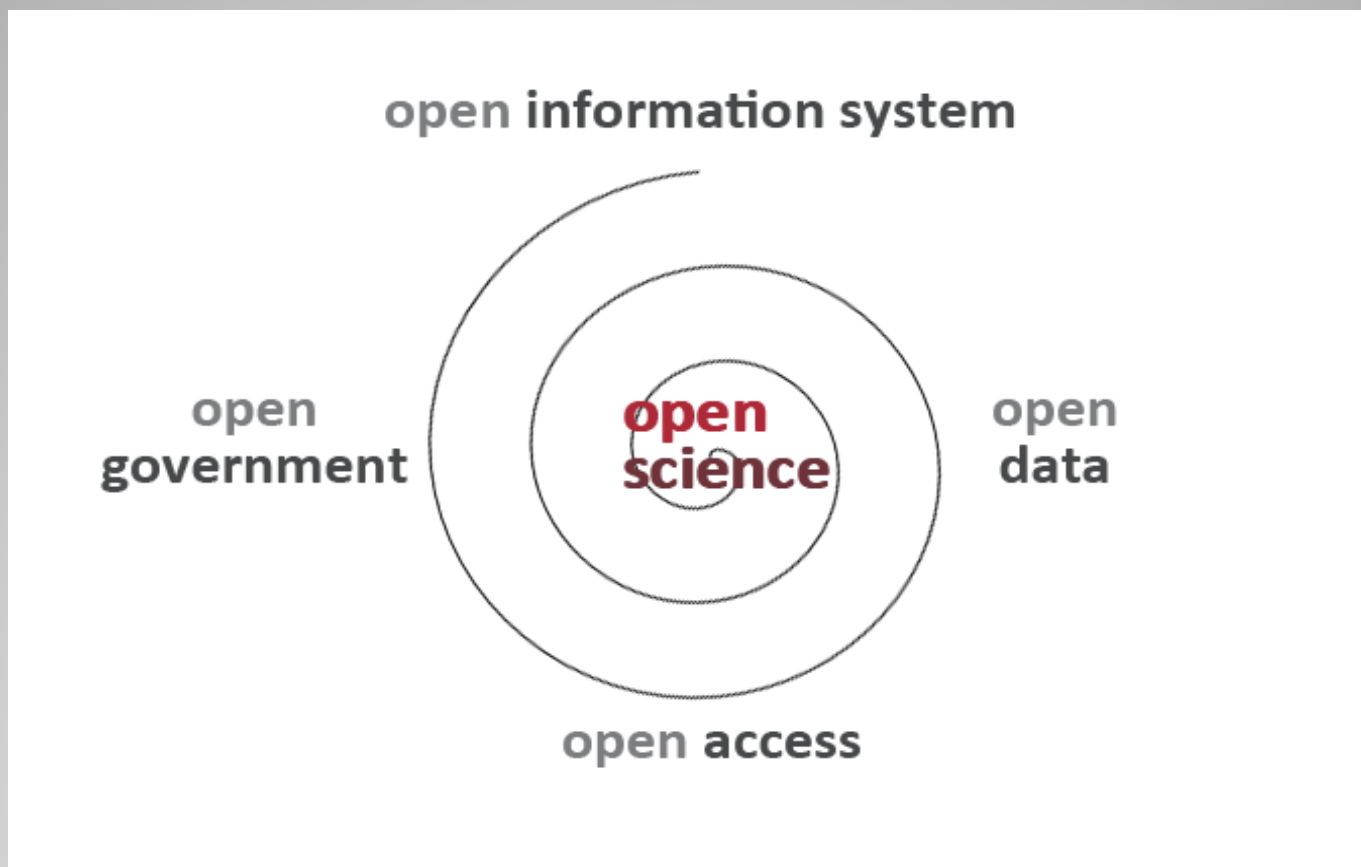 open information system
open
government
open
science
open
data
open access